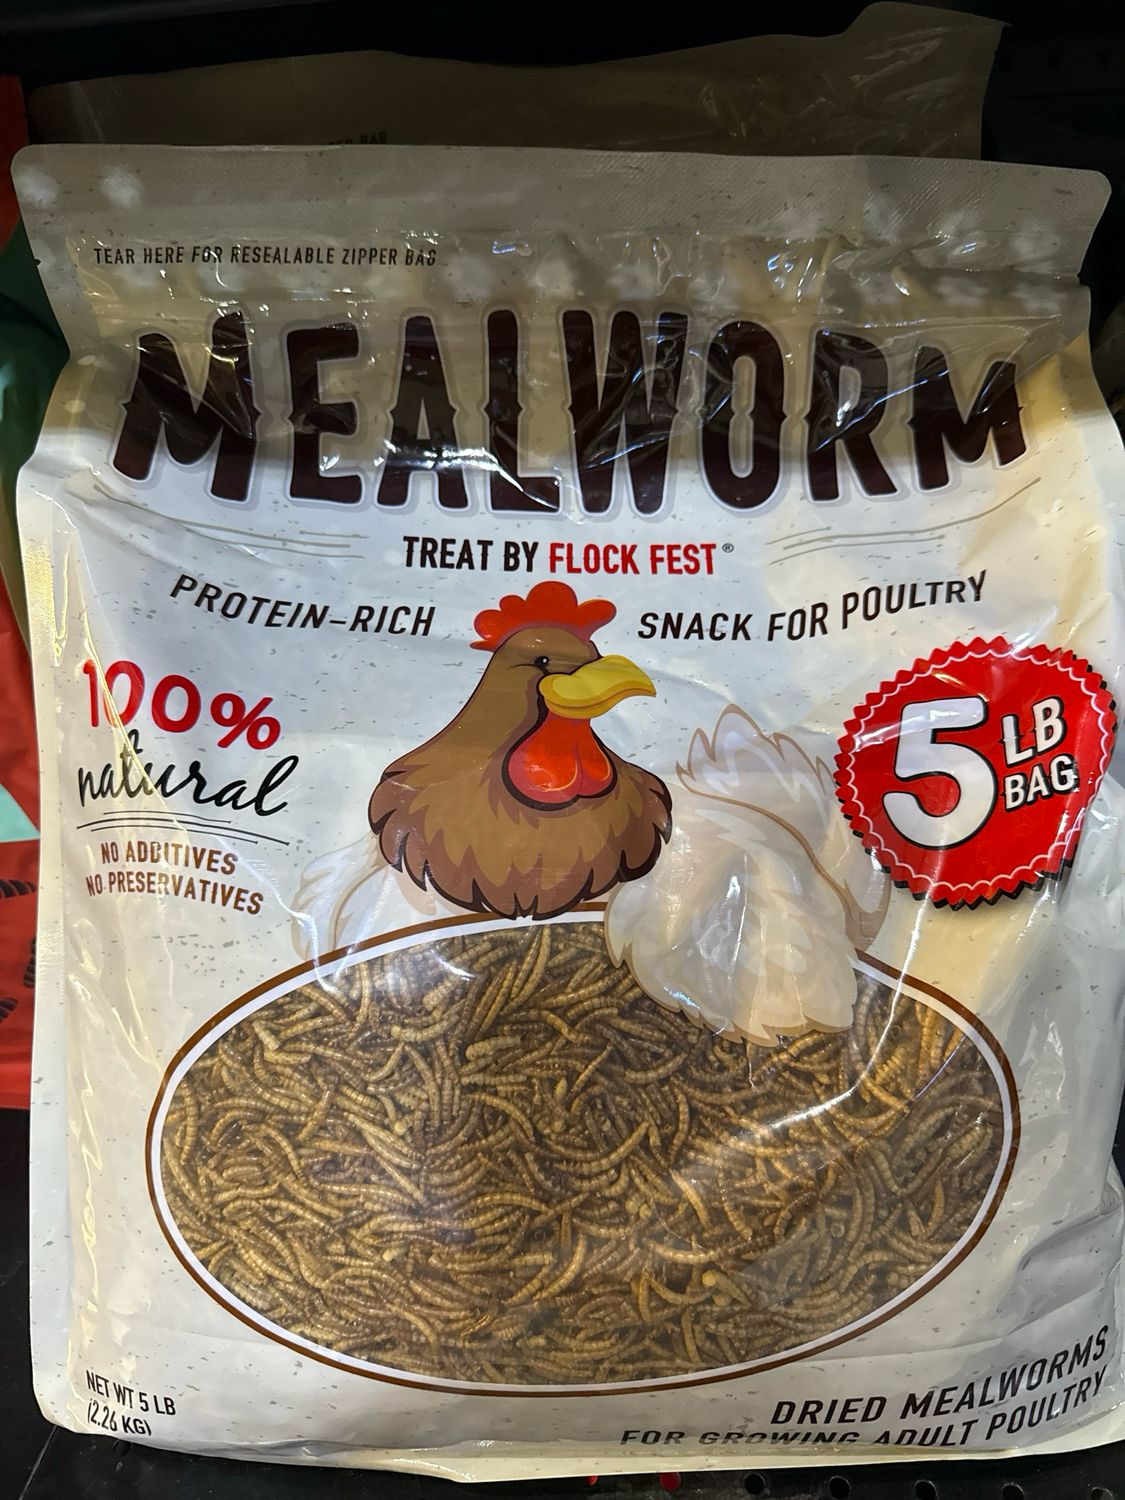 TEAR HERE FOR RESEALABLE ZIPPER BAG
MEALWORM
TREAT BY FLOCK FEST®
PROTEIN-RICH
SNACK FOR POULTRY
100%
natural
NO ADDITIVES
NO PRESERVATIVES
5 LB
BAG
NET WT 5 LB
(2.26 KG)
DRIED MEALWORMS
FOR GROWING ADULT POULTRY